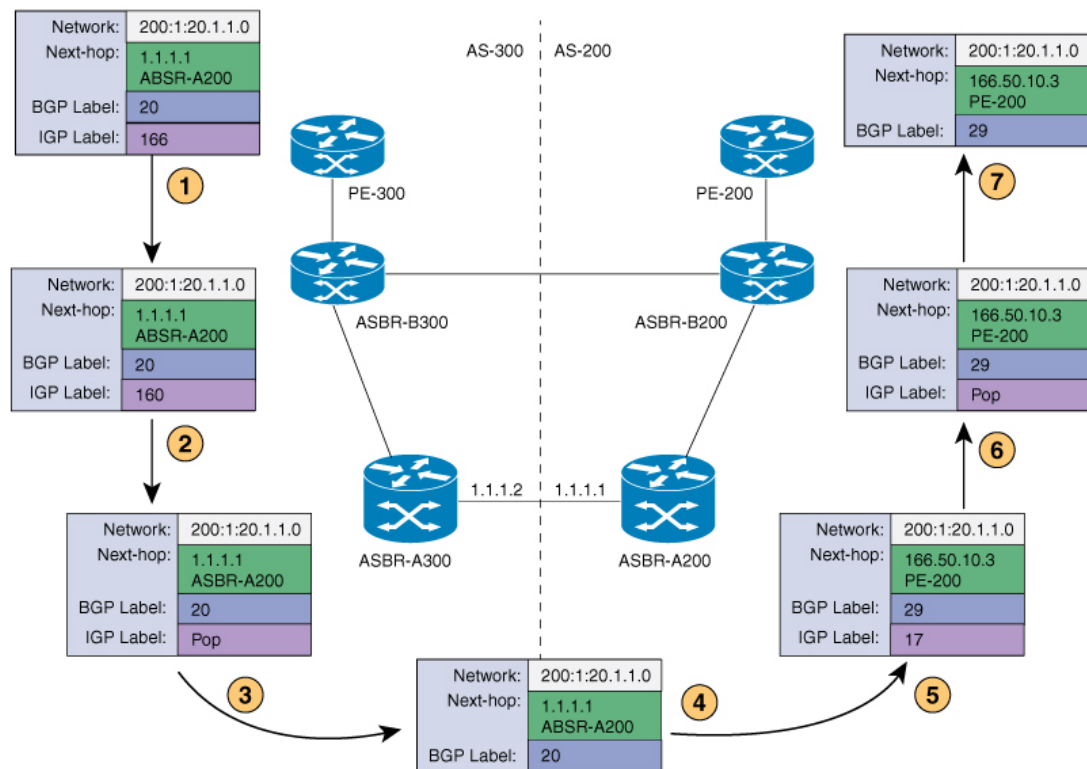 Network: 200:1:20.1.1.0
Next-hop: 1.1.1.1
ABSR-A200
BGP Label: 20
IGP Label: 166
1
Network: 200:1:20.1.1.0
Next-hop: 1.1.1.1
ABSR-A200
BGP Label: 20
IGP Label: 160
2
Network: 200:1:20.1.1.0
Next-hop: 1.1.1.1
ASBR-A200
BGP Label: 20
IGP Label: Pop
3
AS-300
AS-200
PE-300
PE-200
ASBR-B300
ASBR-B200
1.1.1.2
1.1.1.1
ASBR-A300
ASBR-A200
Network: 200:1:20.1.1.0
Next-hop: 1.1.1.1
ABSR-A200
BGP Label: 20
4
5
Network: 200:1:20.1.1.0
Next-hop: 166.50.10.3
PE-200
BGP Label: 29
IGP Label: 17
6
Network: 200:1:20.1.1.0
Next-hop: 166.50.10.3
PE-200
BGP Label: 29
IGP Label: Pop
7
Network: 200:1:20.1.1.0
Next-hop: 166.50.10.3
PE-200
BGP Label: 29